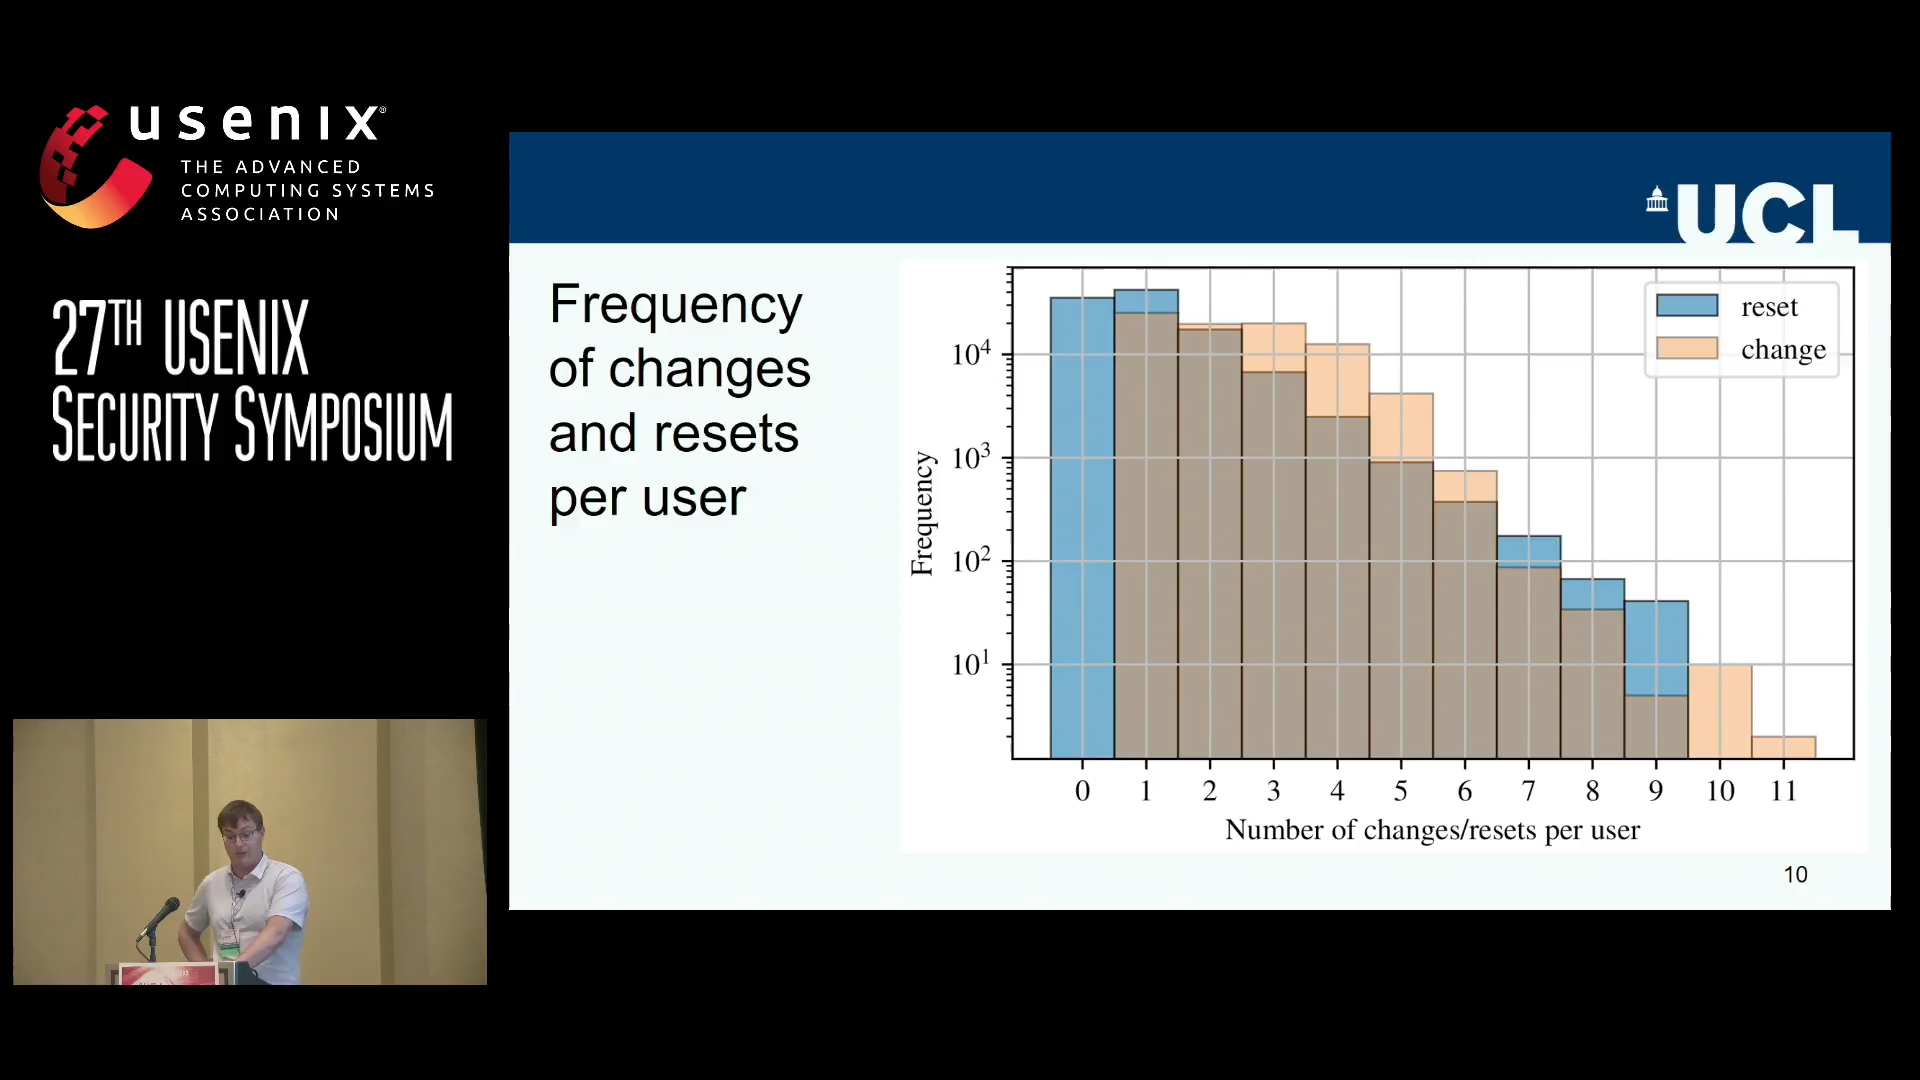 usenix®
THE ADVANCED
COMPUTING SYSTEMS
ASSOCIATION
27TH USENIX
SECURITY SYMPOSIUM
UCL
Frequency
of changes
and resets
per user
reset
change
10⁴
10³
10²
10¹
Frequency
0 1 2 3 4 5 6 7 8 9 10 11
Number of changes/resets per user
10